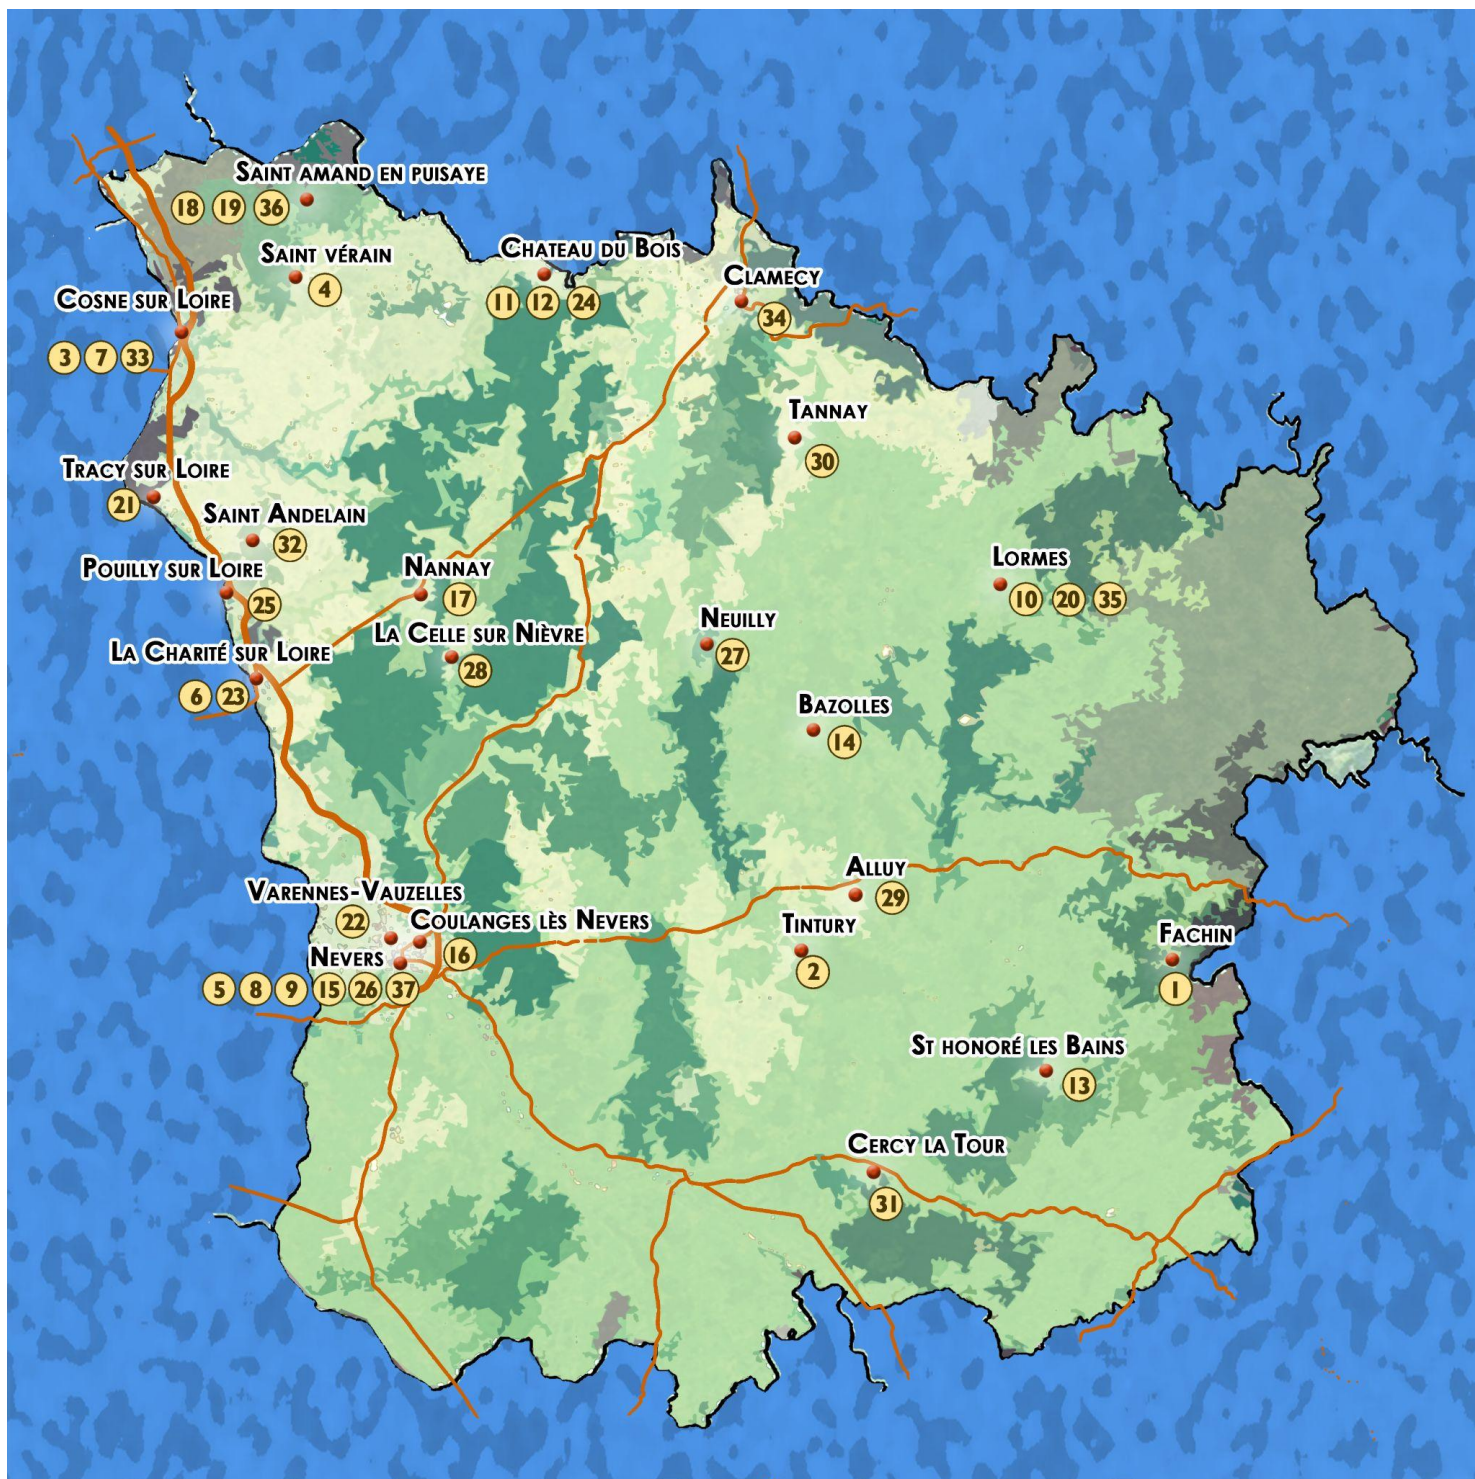 Saint amand en puisaye
18 19 36
Saint vérain
4
Chateau du Bois
11 12 24
Clamecy
34
Cosne sur Loire
3 7 33
Tannay
30
Tracy sur Loire
21
Saint Andelain
32
Pouilly sur Loire
25
Nannay
17
Lormes
10 20 35
La Celle sur Nièvre
28
Neuilly
27
La Charité sur Loire
6 23
Bazolles
14
Alluy
29
Varennes-Vauzelles
22
Coulanges lès Nevers
16
Tintury
2
Fachin
1
Nevers
5 8 9 15 26 37
St honoré les Bains
13
Cercy la Tour
31